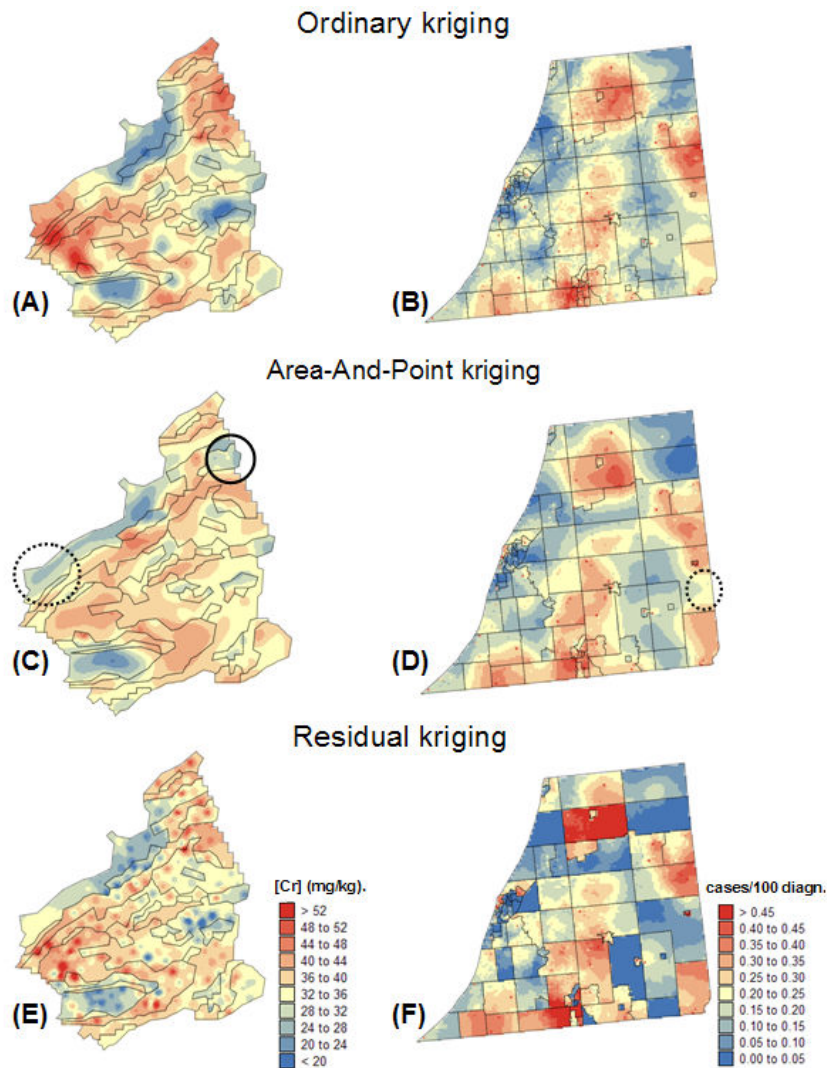 Ordinary kriging
(A)
(B)
Area-And-Point kriging
(C)
(D)
Residual kriging
(E)
[Cr] (mg/kg).
> 52
48 to 52
44 to 48
40 to 44
36 to 40
32 to 36
28 to 32
24 to 28
20 to 24
< 20
(F)
cases/100 diagn.
> 0.45
0.40 to 0.45
0.35 to 0.40
0.30 to 0.35
0.25 to 0.30
0.20 to 0.25
0.15 to 0.20
0.10 to 0.15
0.05 to 0.10
0.00 to 0.05